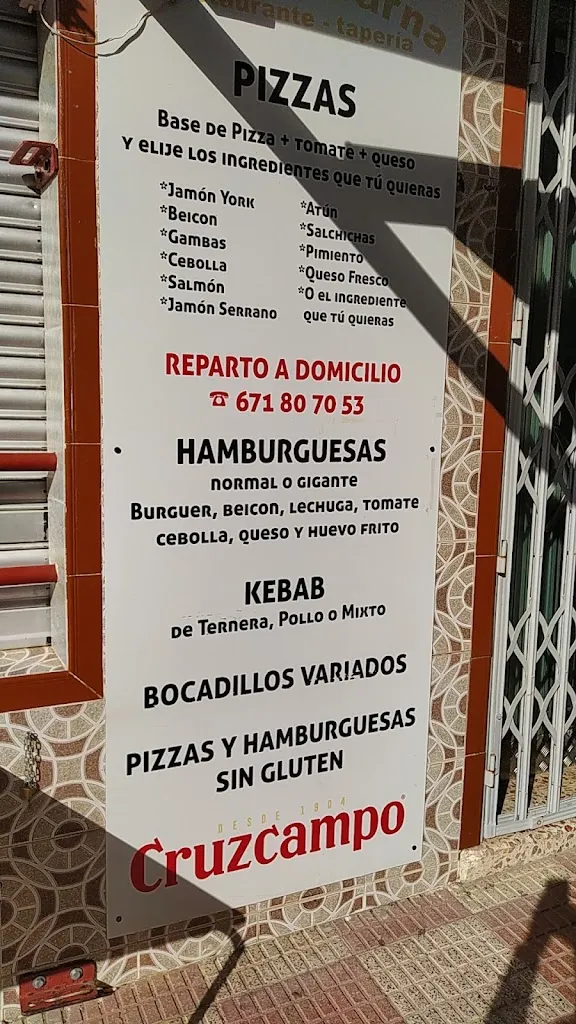 restaurante - tapería
PIZZAS
Base de Pizza + tomate + queso
Y elije los ingredientes que tú quieras
*Jamón York
*Beicon
*Gambas
*Cebolla
*Salmón
*Jamón Serrano
*Atún
*Salchichas
*Pimiento
*Queso Fresco
*O el ingrediente
que tú quieras
REPARTO A DOMICILIO
☎ 671 80 70 53
HAMBURGUESAS
normal o gigante
Burguer, beicon, lechuga, tomate
cebolla, queso y huevo frito
KEBAB
de Ternera, Pollo o Mixto
BOCADILLOS VARIADOS
PIZZAS Y HAMBURGUESAS
SIN GLUTEN
DESDE 1904
Cruzcampo